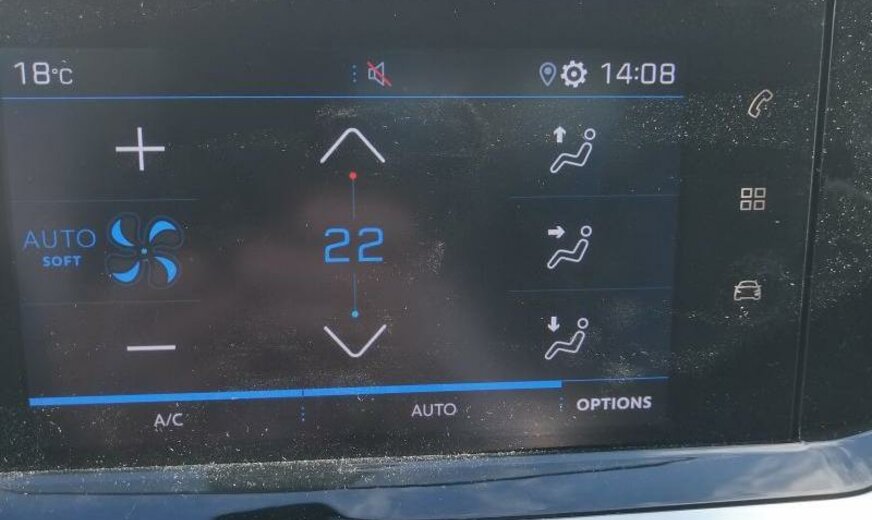 18°C
14:08
AUTO
SOFT
22
A/C
AUTO
OPTIONS